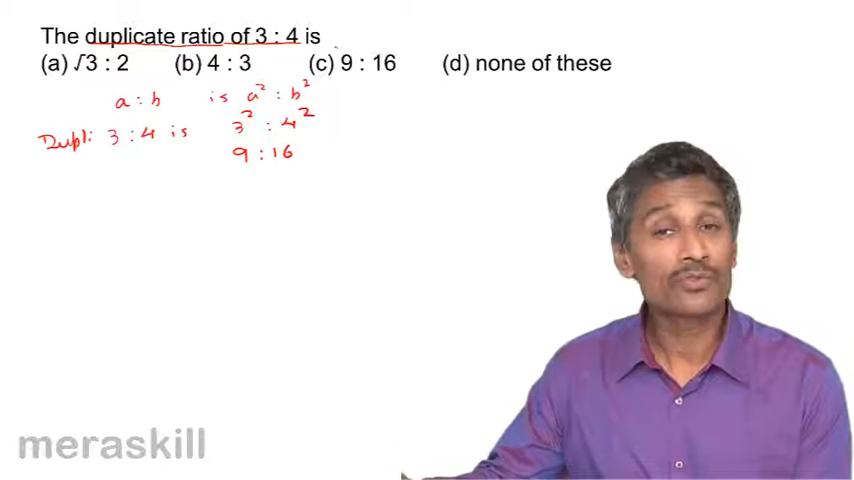 The duplicate ratio of 3 : 4 is
(a) √3 : 2 (b) 4 : 3 (c) 9 : 16 (d) none of these
a : b is a² : b²
Dupl: 3 : 4 is 3² : 4²
9 : 16
meraskill